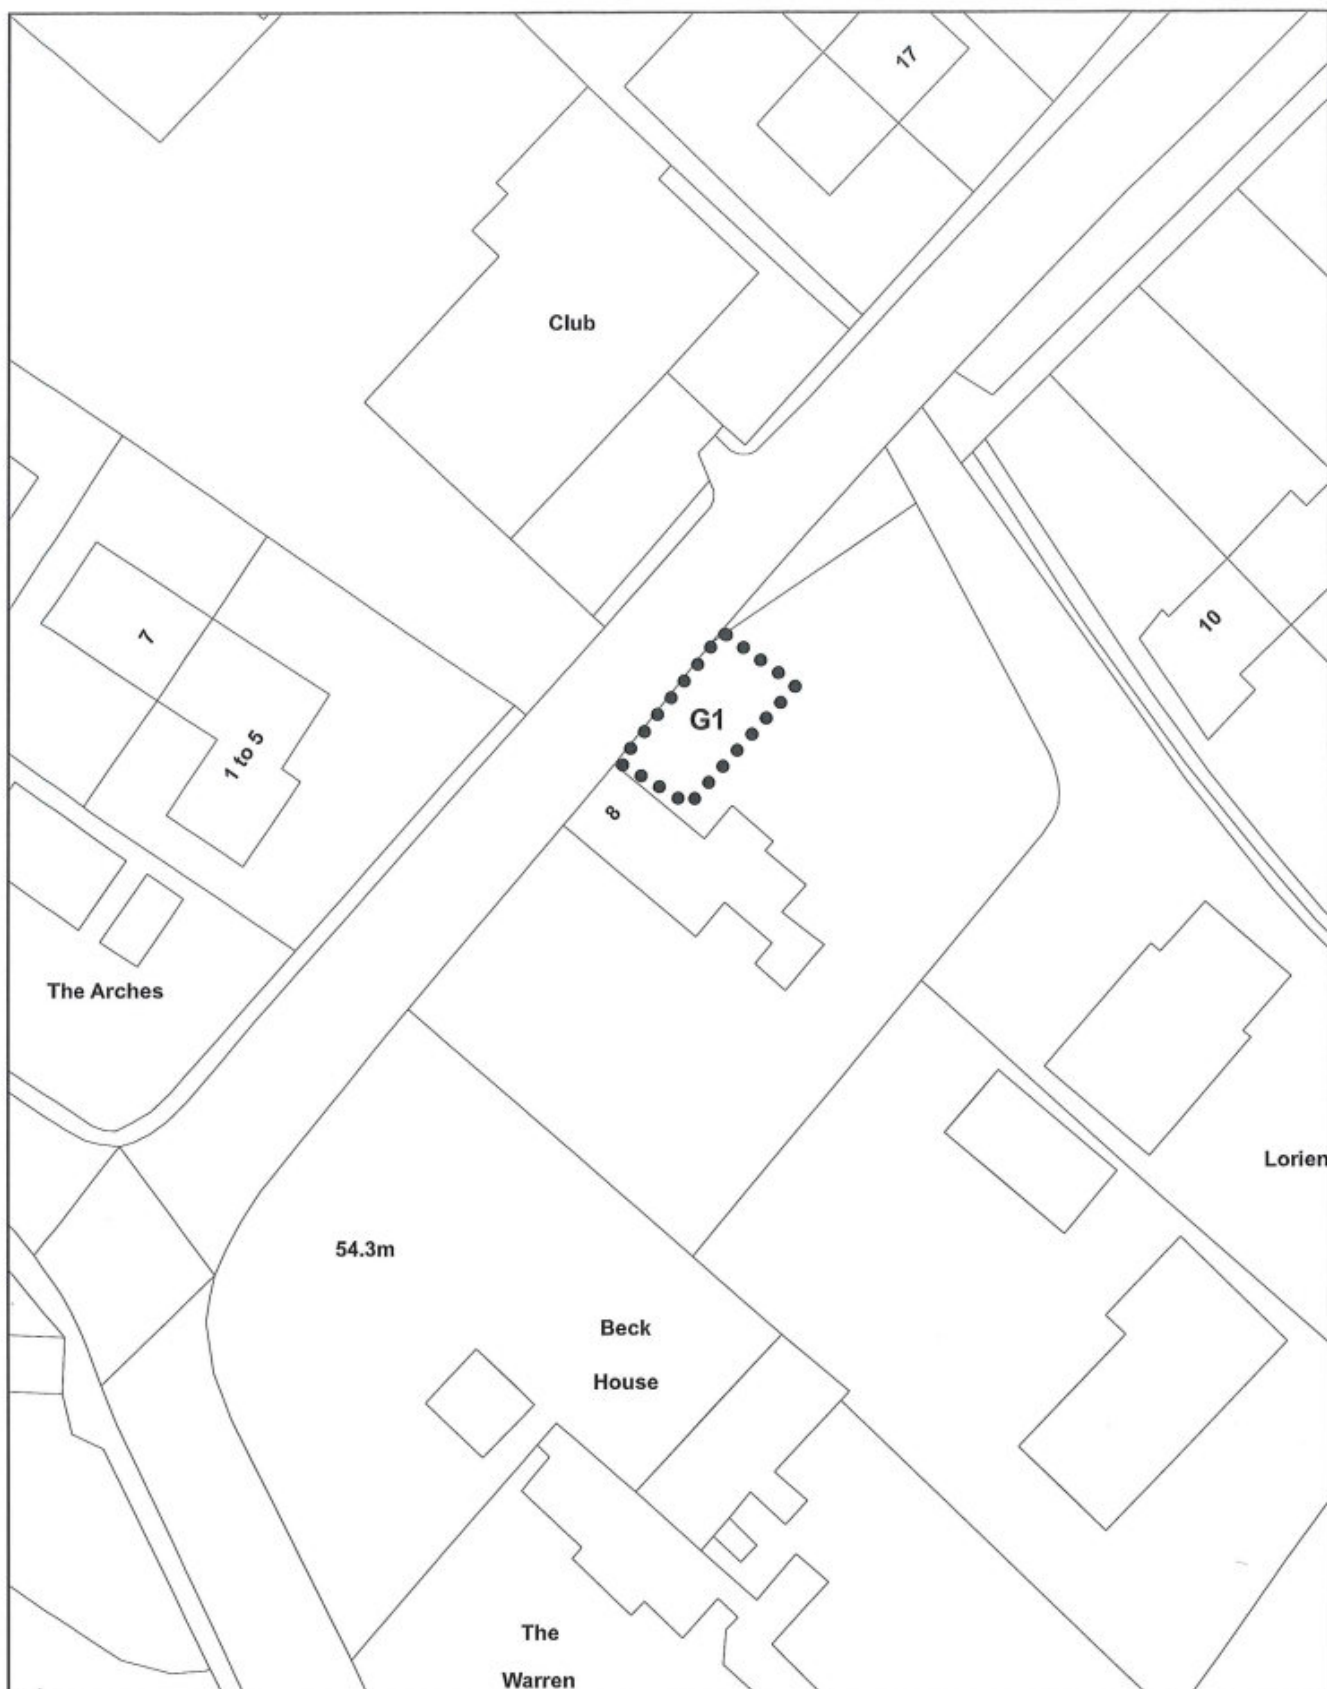 17
Club
10
7
G1
1 to 5
8
The Arches
Lorien
54.3m
Beck
House
The
Warren